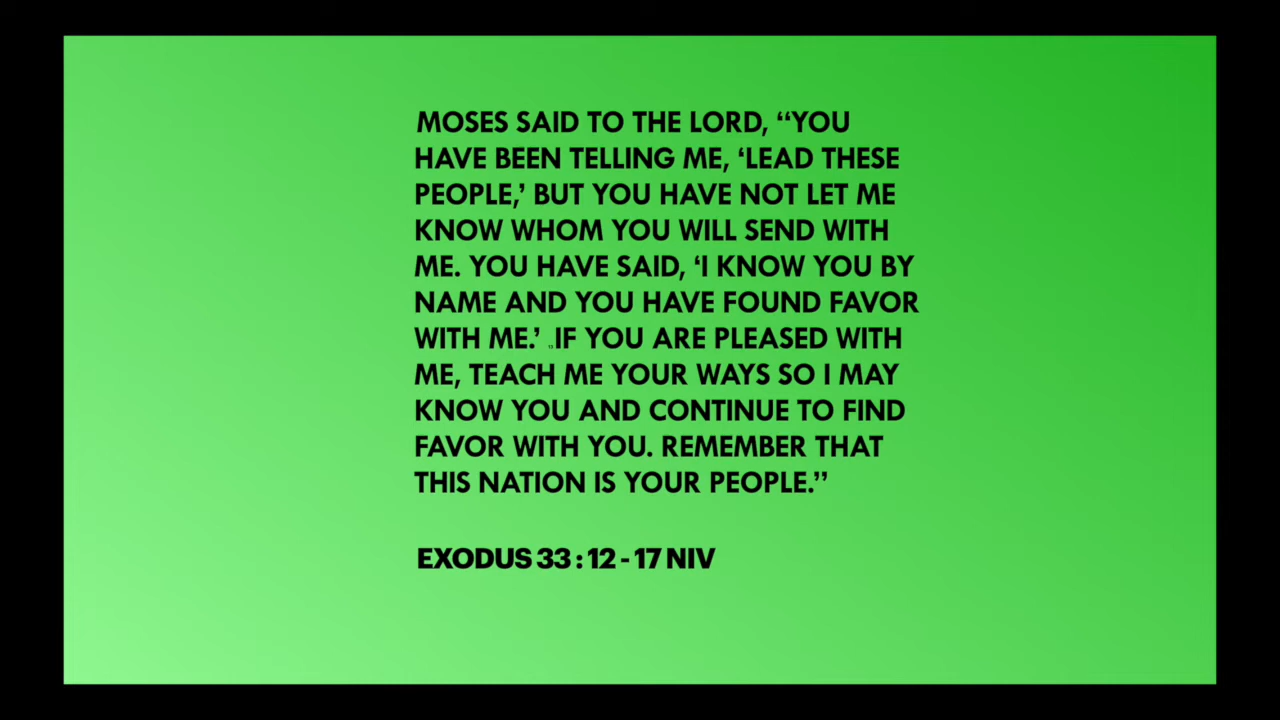 MOSES SAID TO THE LORD, “YOU
HAVE BEEN TELLING ME, ‘LEAD THESE
PEOPLE,’ BUT YOU HAVE NOT LET ME
KNOW WHOM YOU WILL SEND WITH
ME. YOU HAVE SAID, ‘I KNOW YOU BY
NAME AND YOU HAVE FOUND FAVOR
WITH ME.’ IF YOU ARE PLEASED WITH
ME, TEACH ME YOUR WAYS SO I MAY
KNOW YOU AND CONTINUE TO FIND
FAVOR WITH YOU. REMEMBER THAT
THIS NATION IS YOUR PEOPLE.”
EXODUS 33 : 12 - 17 NIV